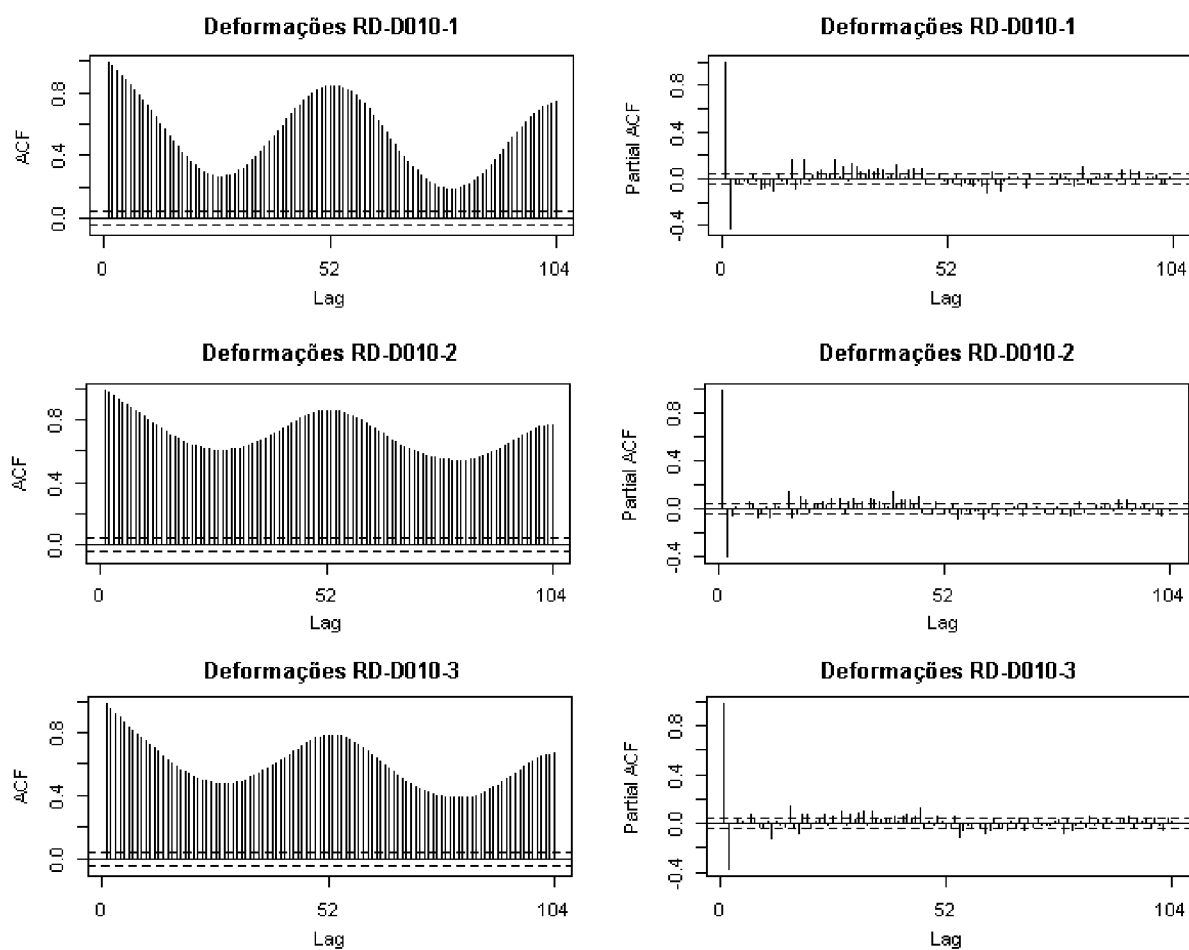 Deformações RD-D010-1
ACF
0.0 0.4 0.8
0 52 104
Lag
Deformações RD-D010-1
Partial ACF
-0.4 0.0 0.4 0.8
0 52 104
Lag
Deformações RD-D010-2
ACF
0.0 0.4 0.8
0 52 104
Lag
Deformações RD-D010-2
Partial ACF
-0.4 0.0 0.4 0.8
0 52 104
Lag
Deformações RD-D010-3
ACF
0.0 0.4 0.8
0 52 104
Lag
Deformações RD-D010-3
Partial ACF
-0.4 0.0 0.4 0.8
0 52 104
Lag